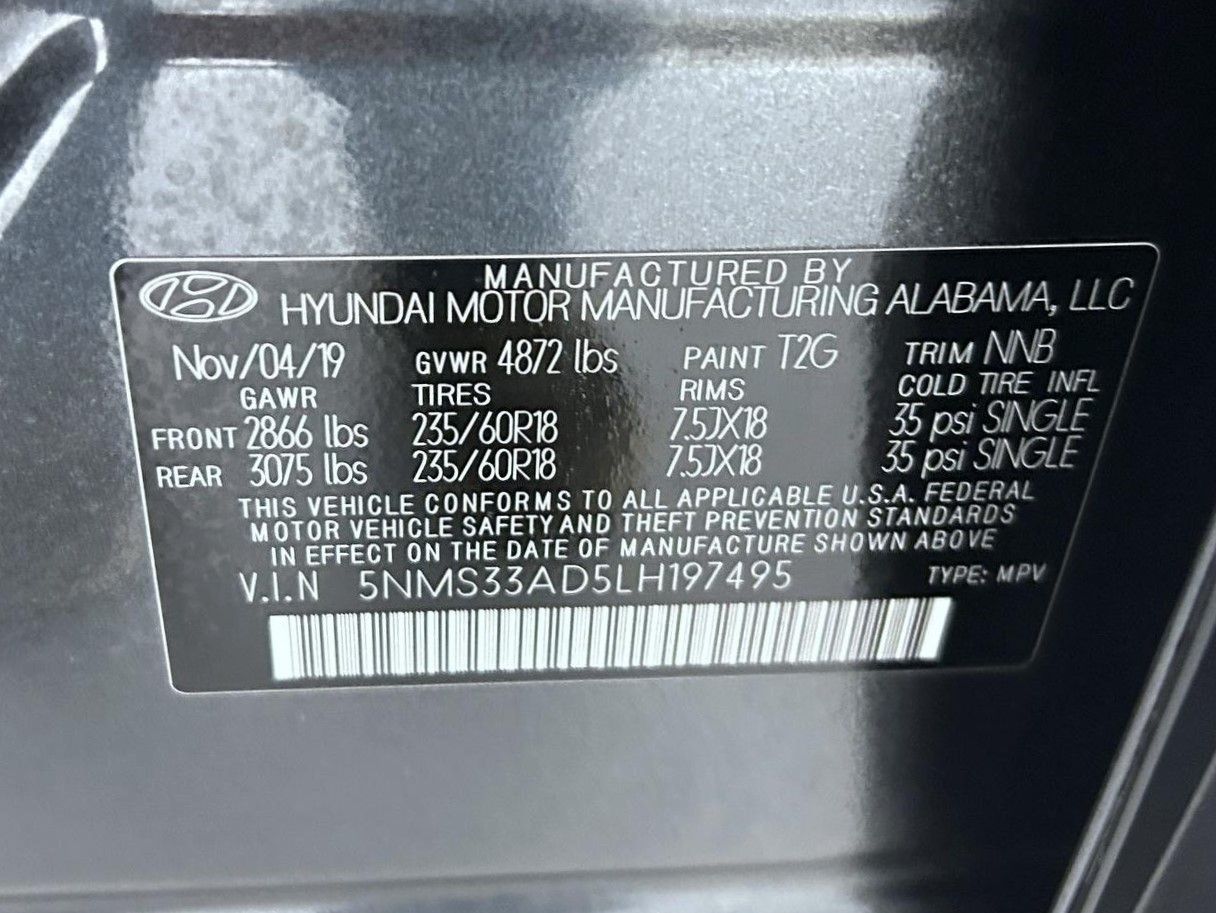 MANUFACTURED BY
HYUNDAI MOTOR MANUFACTURING ALABAMA, LLC
Nov/04/19 GVWR 4872 lbs PAINT T2G TRIM NNB
GAWR TIRES RIMS COLD TIRE INFL
FRONT 2866 lbs 235/60R18 7.5JX18 35 psi SINGLE
REAR 3075 lbs 235/60R18 7.5JX18 35 psi SINGLE
THIS VEHICLE CONFORMS TO ALL APPLICABLE U.S.A. FEDERAL
MOTOR VEHICLE SAFETY AND THEFT PREVENTION STANDARDS
IN EFFECT ON THE DATE OF MANUFACTURE SHOWN ABOVE
V.I.N 5NMS33AD5LH197495 TYPE: MPV